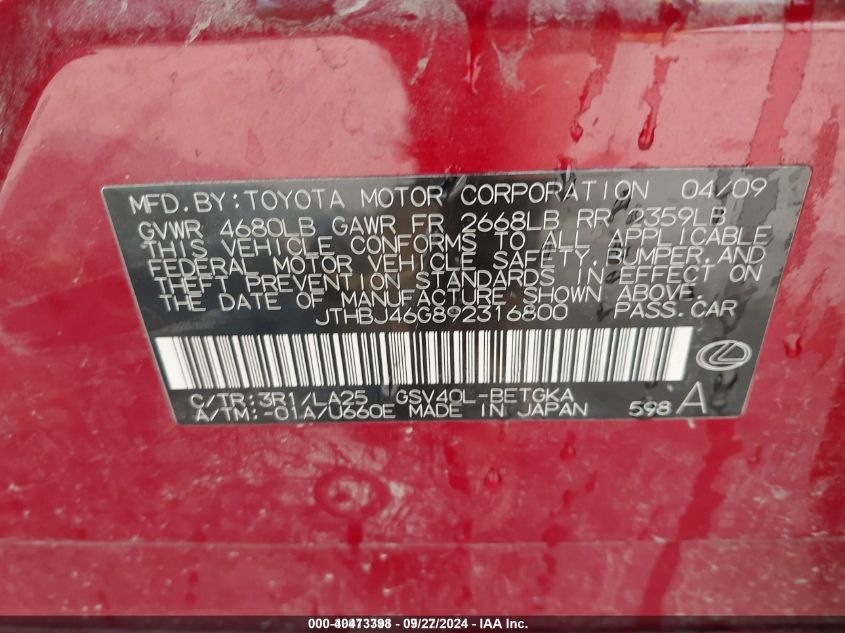 MFD. BY: TOYOTA MOTOR CORPORATION 04/09
GVWR 4680LB GAWR FR 2668LB RR 2359LB
THIS VEHICLE CONFORMS TO ALL APPLICABLE
FEDERAL MOTOR VEHICLE SAFETY, BUMPER, AND
THEFT PREVENTION STANDARDS IN EFFECT ON
THE DATE OF MANUFACTURE SHOWN ABOVE.
JTHBJ46G892316800 PASS. CAR
C/TR: 3R1/LA25 GSV40L-BETGKA
A/TM: -01A/U660E MADE IN JAPAN 598 A
000-40473398 - 09/27/2024 - IAA Inc.